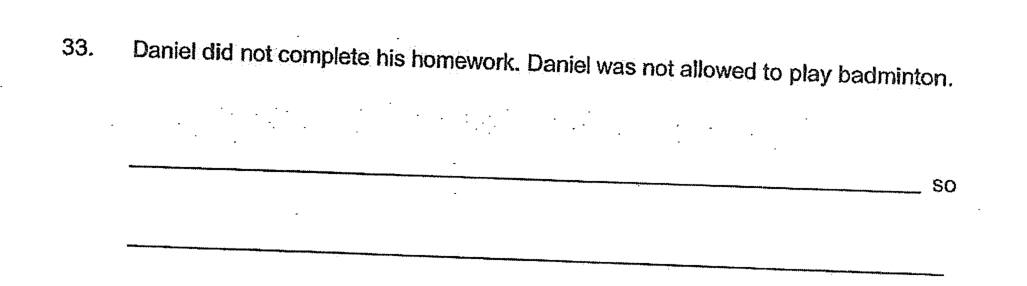 33. Daniel did not complete his homework. Daniel was not allowed to play badminton.
so